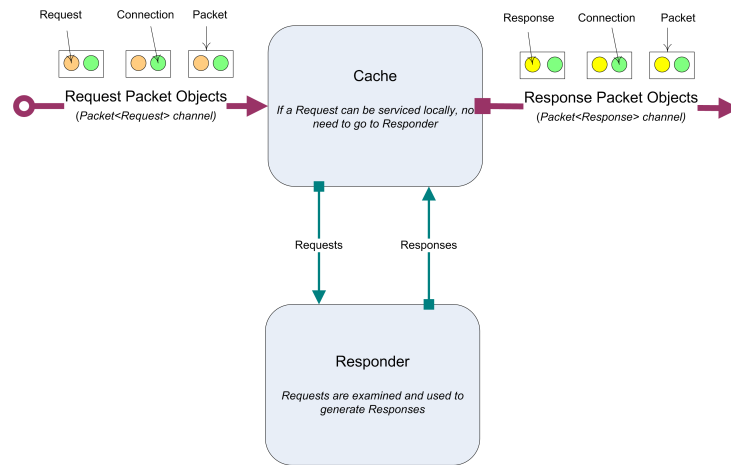 Request
Connection
Packet
Response
Connection
Packet
Request Packet Objects
(Packet<Request> channel)
Cache
If a Request can be serviced locally, no
need to go to Responder
Response Packet Objects
(Packet<Response> channel)
Requests
Responses
Responder
Requests are examined and used to
generate Responses